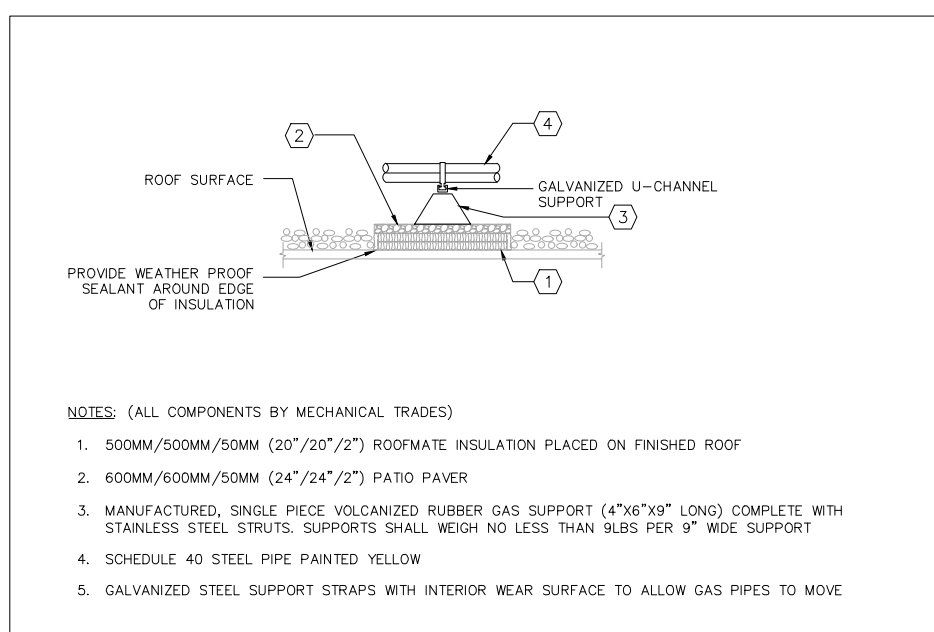 4
2
ROOF SURFACE
GALVANIZED U-CHANNEL
SUPPORT
3
PROVIDE WEATHER PROOF
SEALANT AROUND EDGE
OF INSULATION
1
NOTES: (ALL COMPONENTS BY MECHANICAL TRADES)
1. 500MM/500MM/50MM (20"/20"/2") ROOFMATE INSULATION PLACED ON FINISHED ROOF
2. 600MM/600MM/50MM (24"/24"/2") PATIO PAVER
3. MANUFACTURED, SINGLE PIECE VOLCANIZED RUBBER GAS SUPPORT (4"X6"X9" LONG) COMPLETE WITH
STAINLESS STEEL STRUTS. SUPPORTS SHALL WEIGH NO LESS THAN 9LBS PER 9" WIDE SUPPORT
4. SCHEDULE 40 STEEL PIPE PAINTED YELLOW
5. GALVANIZED STEEL SUPPORT STRAPS WITH INTERIOR WEAR SURFACE TO ALLOW GAS PIPES TO MOVE